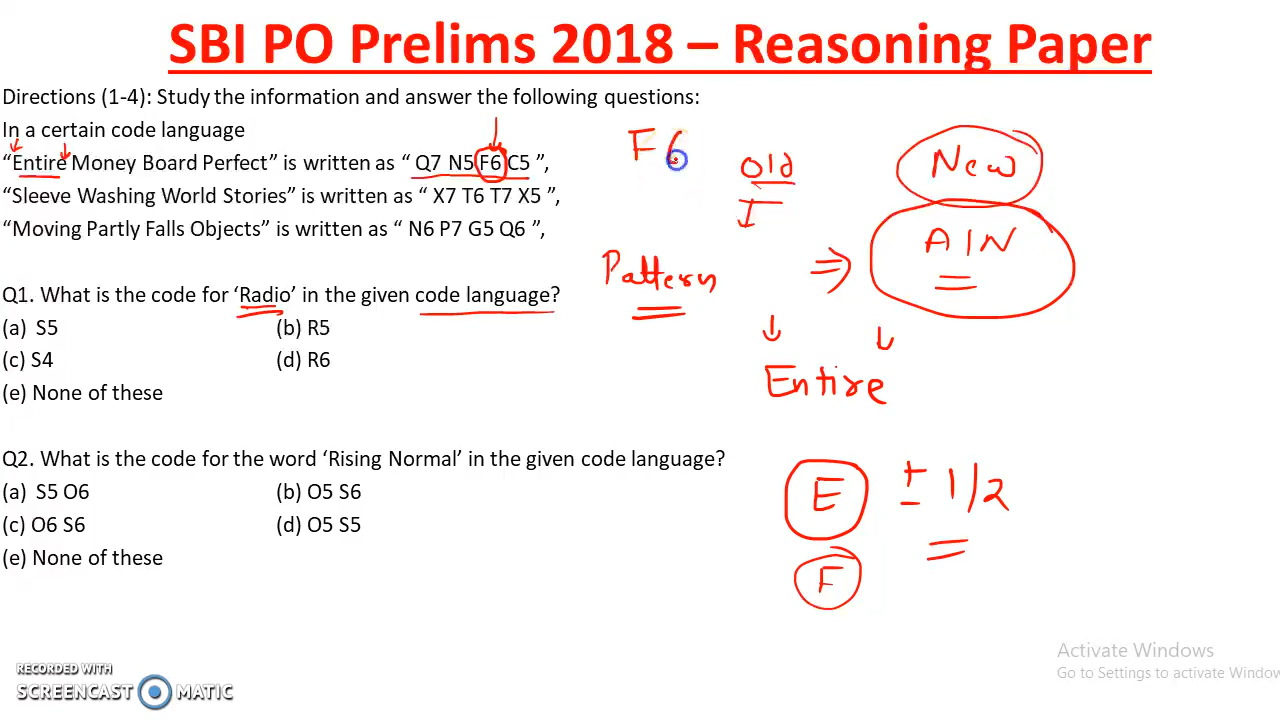 SBI PO Prelims 2018 – Reasoning Paper
Directions (1-4): Study the information and answer the following questions:
In a certain code language
“Entire Money Board Perfect” is written as “ Q7 N5 F6 C5 ”,
“Sleeve Washing World Stories” is written as “ X7 T6 T7 X5 ”,
“Moving Partly Falls Objects” is written as “ N6 P7 G5 Q6 ”,
Q1. What is the code for ‘Radio’ in the given code language?
(a) S5 (b) R5
(c) S4 (d) R6
(e) None of these
Q2. What is the code for the word ‘Rising Normal’ in the given code language?
(a) S5 O6 (b) O5 S6
(c) O6 S6 (d) O5 S5
(e) None of these
F6
Old
New
I
A/N
Pattern
Entire
E ± 1/2
F
Activate Windows
Go to Settings to activate Window
RECORDED WITH
SCREENCAST MATIC